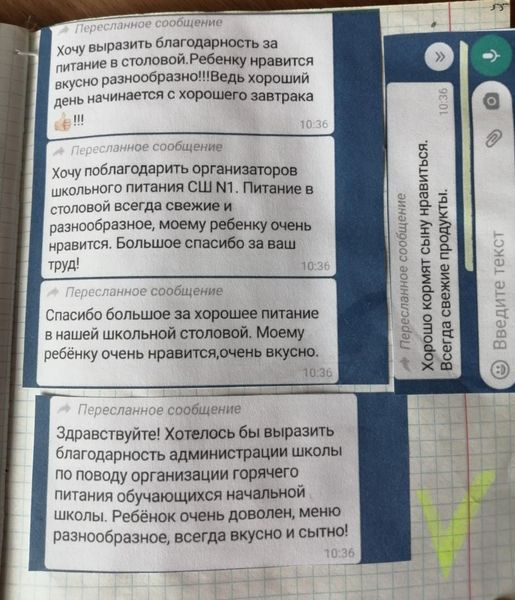 Пересланное сообщение
Хочу выразить благодарность за
питание в столовой.Ребенку нравится
вкусно разнообразно!!!Ведь хороший
день начинается с хорошего завтрака
👍🏻!!!
10:36
Пересланное сообщение
Хочу поблагодарить организаторов
школьного питания СШ N1. Питание в
столовой всегда свежие и
разнообразное, моему ребенку очень
нравится. Большое спасибо за ваш
труд!
10:36
Пересланное сообщение
Спасибо большое за хорошее питание
в нашей школьной столовой. Моему
ребёнку очень нравится,очень вкусно.
10:36
Пересланное сообщение
Здравствуйте! Хотелось бы выразить
благодарность администрации школы
по поводу организации горячего
питания обучающихся начальной
школы. Ребёнок очень доволен, меню
разнообразное, всегда вкусно и сытно!
10:36
Пересланное сообщение
Хорошо кормят сыну нравиться.
Всегда свежие продукты.
10:36
Введите текст